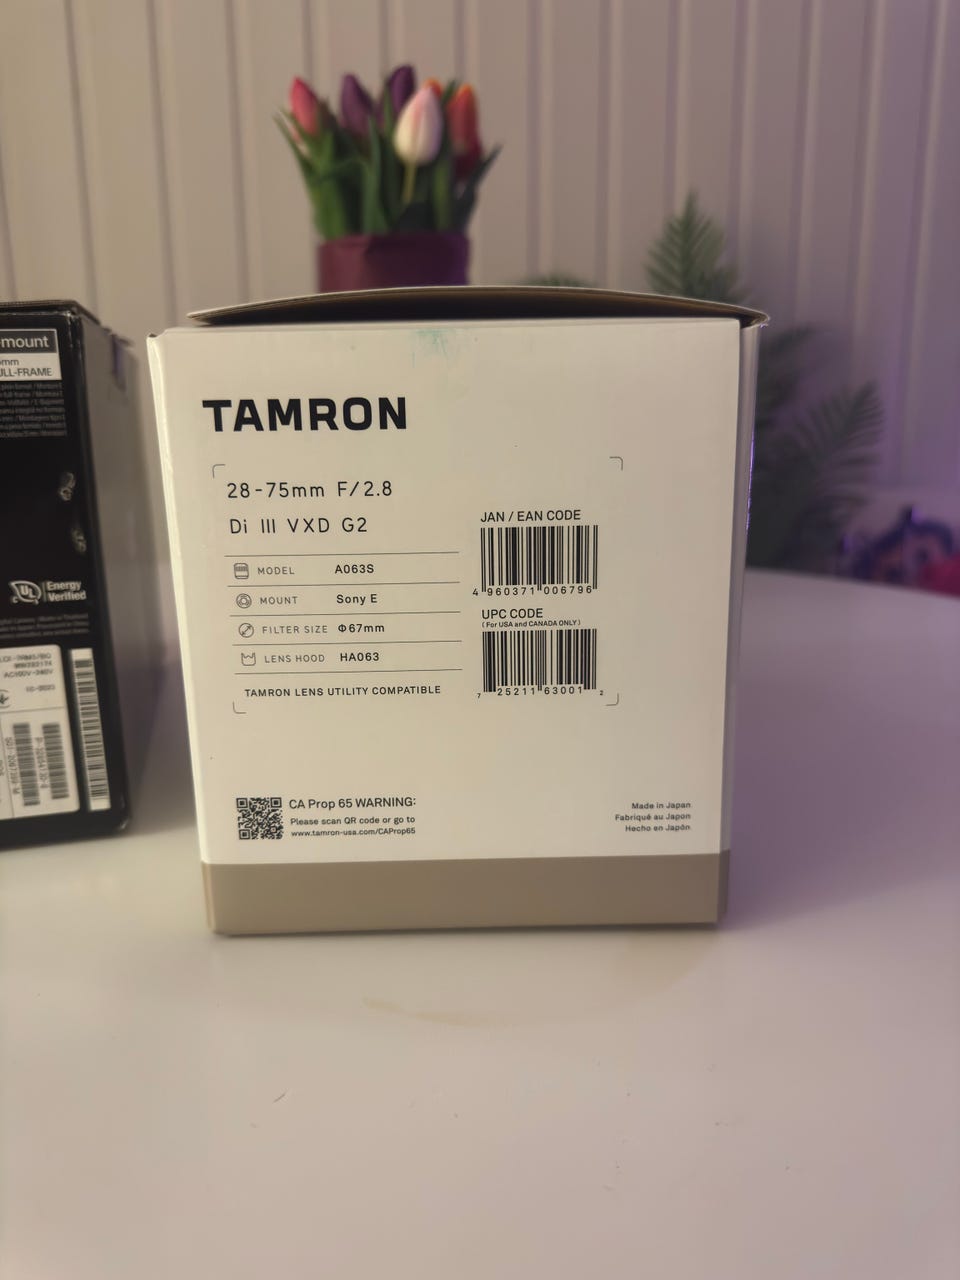 TAMRON
28-75mm F/2.8
Di III VXD G2
MODEL A063S
MOUNT Sony E
FILTER SIZE Φ67mm
LENS HOOD HA063
TAMRON LENS UTILITY COMPATIBLE
JAN / EAN CODE
4 960371 006796
UPC CODE
( For USA and CANADA ONLY )
7 25211 63001 2
CA Prop 65 WARNING:
Please scan QR code or go to
www.tamron-usa.com/CAProp65
Made in Japan
Fabriqué au Japon
Hecho en Japón
-mount
ULL-FRAME
UL Energy
Verified